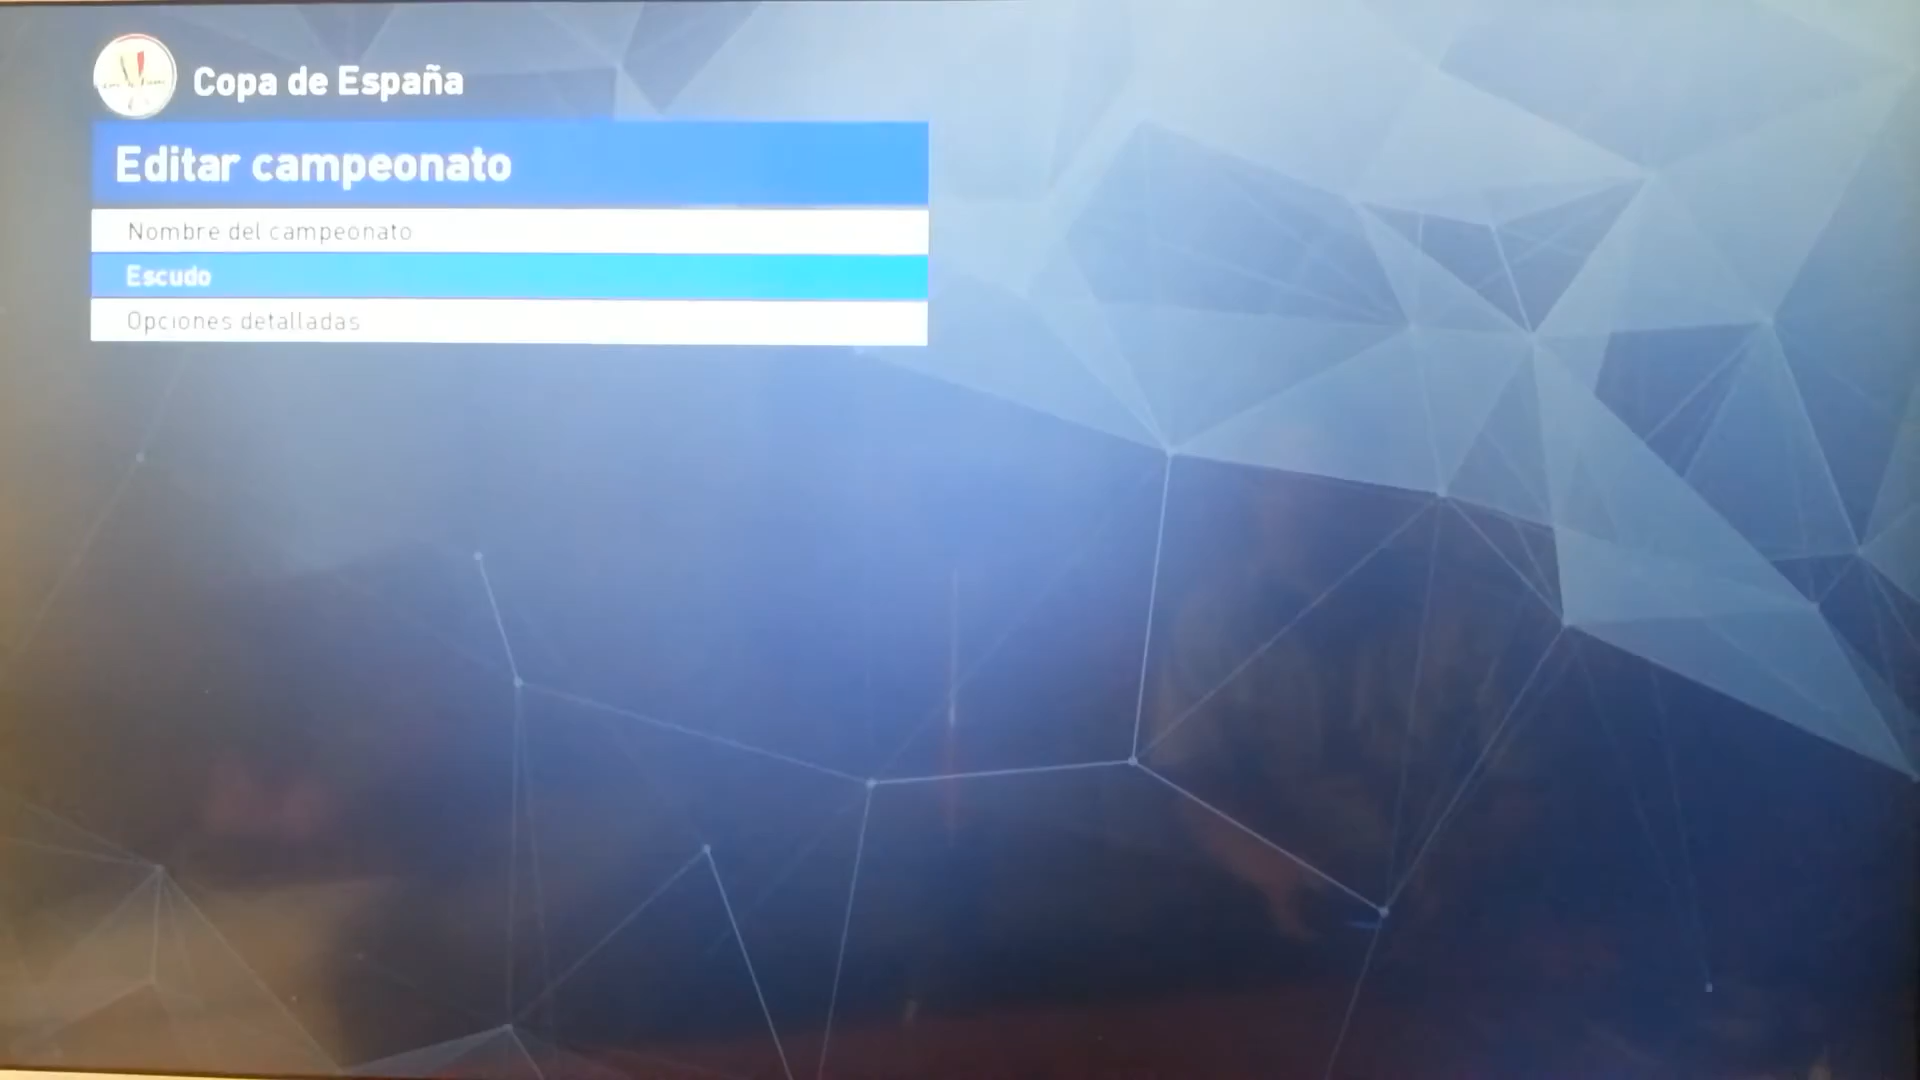 Copa de España
Editar campeonato
Nombre del campeonato
Escudo
Opciones detalladas